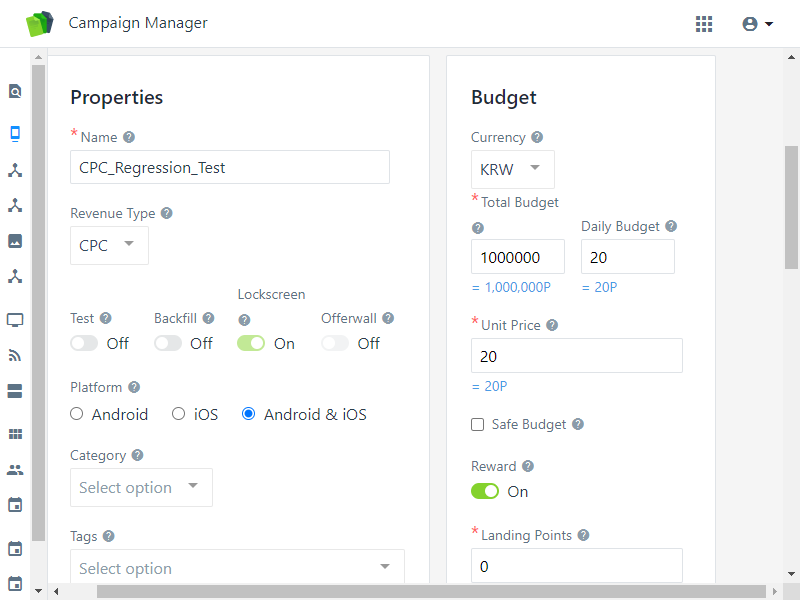 Campaign Manager
Properties
* Name
CPC_Regression_Test
Revenue Type
CPC
Test
Off
Backfill
Off
Lockscreen
On
Offerwall
Off
Platform
Android
iOS
Android & iOS
Category
Select option
Tags
Select option
Budget
Currency
KRW
* Total Budget
1000000
= 1,000,000P
Daily Budget
20
= 20P
* Unit Price
20
= 20P
Safe Budget
Reward
On
* Landing Points
0